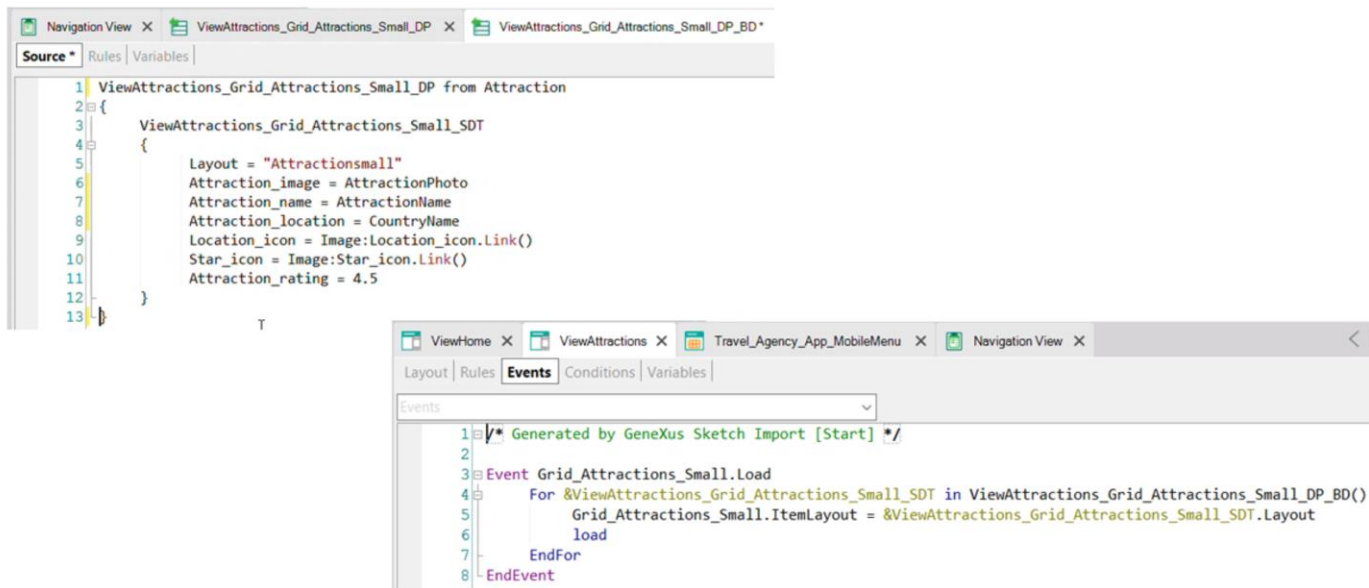 Navigation View X ViewAttractions_Grid_Attractions_Small_DP X ViewAttractions_Grid_Attractions_Small_DP_BD *
Source * Rules Variables
1 ViewAttractions_Grid_Attractions_Small_DP from Attraction
2 {
3 ViewAttractions_Grid_Attractions_Small_SDT
4 {
5 Layout = "Attractionsmall"
6 Attraction_image = AttractionPhoto
7 Attraction_name = AttractionName
8 Attraction_location = CountryName
9 Location_icon = Image:Location_icon.Link()
10 Star_icon = Image:Star_icon.Link()
11 Attraction_rating = 4.5
12 }
13 }
ViewHome X ViewAttractions X Travel_Agency_App_MobileMenu X Navigation View X
Layout Rules Events Conditions Variables
Events
1 /* Generated by GeneXus Sketch Import [Start] */
2
3 Event Grid_Attractions_Small.Load
4 For &ViewAttractions_Grid_Attractions_Small_SDT in ViewAttractions_Grid_Attractions_Small_DP_BD()
5 Grid_Attractions_Small.ItemLayout = &ViewAttractions_Grid_Attractions_Small_SDT.Layout
6 load
7 EndFor
8 EndEvent